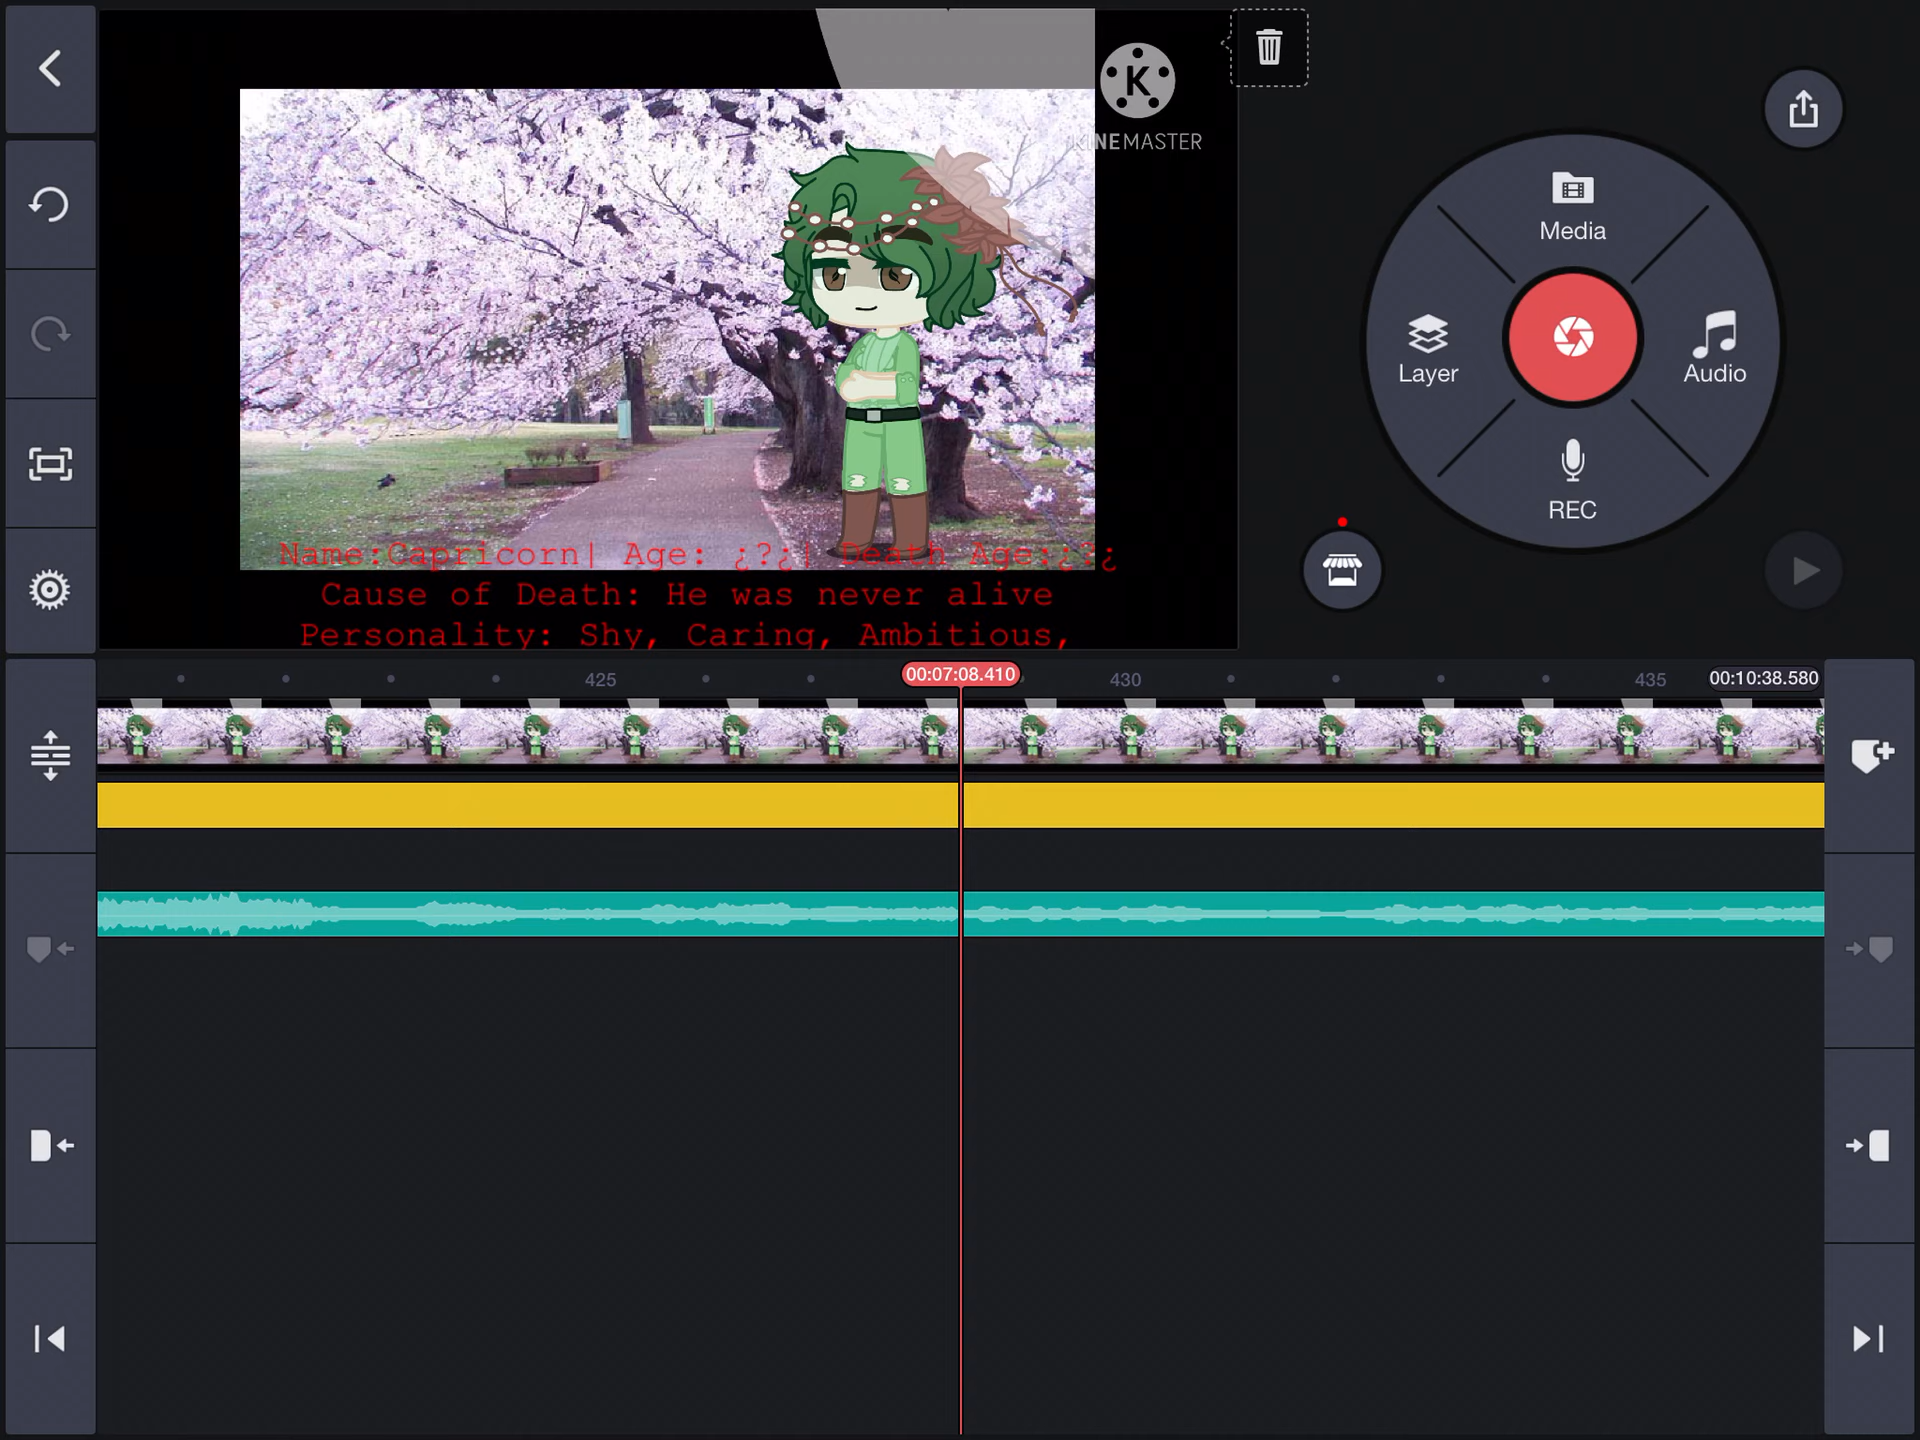 K
KINEMASTER
Media
Layer
Audio
REC
Name:Capricorn| Age: ¿?¿| Death Age:¿?¿
Cause of Death: He was never alive
Personality: Shy, Caring, Ambitious,
425
00:07:08.410
430
435
00:10:38.580